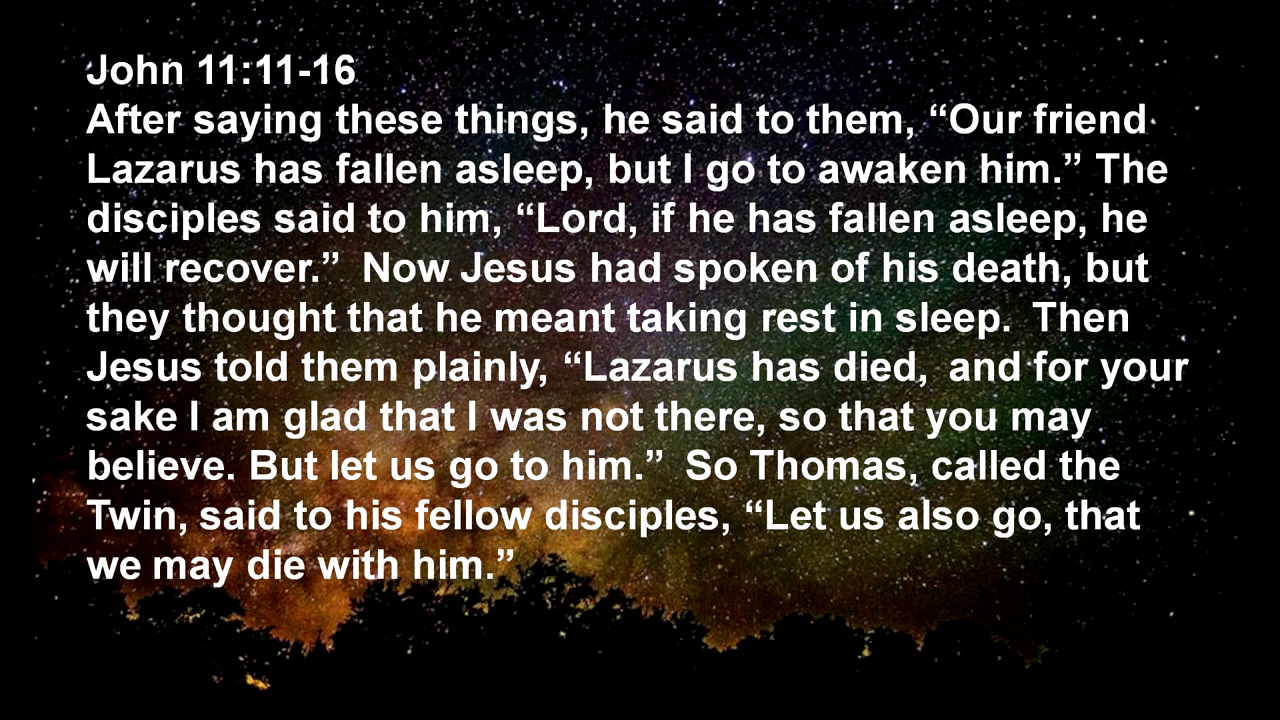 John 11:11-16
After saying these things, he said to them, “Our friend
Lazarus has fallen asleep, but I go to awaken him.” The
disciples said to him, “Lord, if he has fallen asleep, he
will recover.”  Now Jesus had spoken of his death, but
they thought that he meant taking rest in sleep.  Then
Jesus told them plainly, “Lazarus has died,  and for your
sake I am glad that I was not there, so that you may
believe. But let us go to him.”  So Thomas, called the
Twin, said to his fellow disciples, “Let us also go, that
we may die with him.”